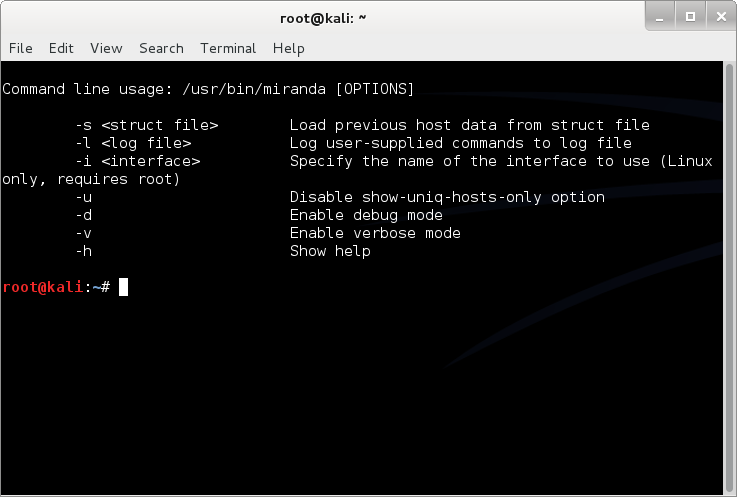 root@kali: ~
File Edit View Search Terminal Help
Command line usage: /usr/bin/miranda [OPTIONS]
-s <struct file> Load previous host data from struct file
-l <log file> Log user-supplied commands to log file
-i <interface> Specify the name of the interface to use (Linux
only, requires root)
-u Disable show-uniq-hosts-only option
-d Enable debug mode
-v Enable verbose mode
-h Show help
root@kali:~#